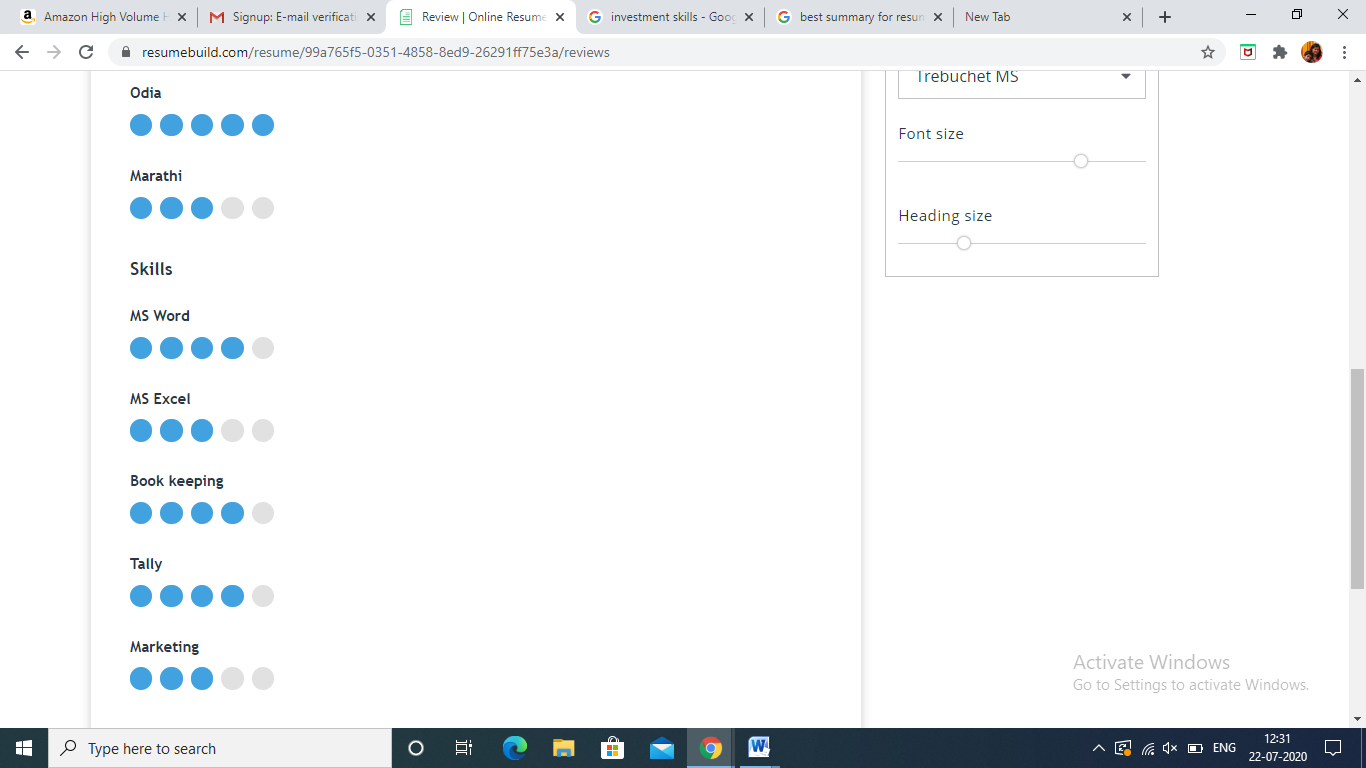 Amazon High Volume H
Signup: E-mail verificati
Review | Online Resume
investment skills - Goog
best summary for resum
New Tab
resumebuild.com/resume/99a765f5-0351-4858-8ed9-26291ff75e3a/reviews
Odia
Marathi
Skills
MS Word
MS Excel
Book keeping
Tally
Marketing
Trebuchet MS
Font size
Heading size
Activate Windows
Go to Settings to activate Windows.
Type here to search
ENG
12:31
22-07-2020